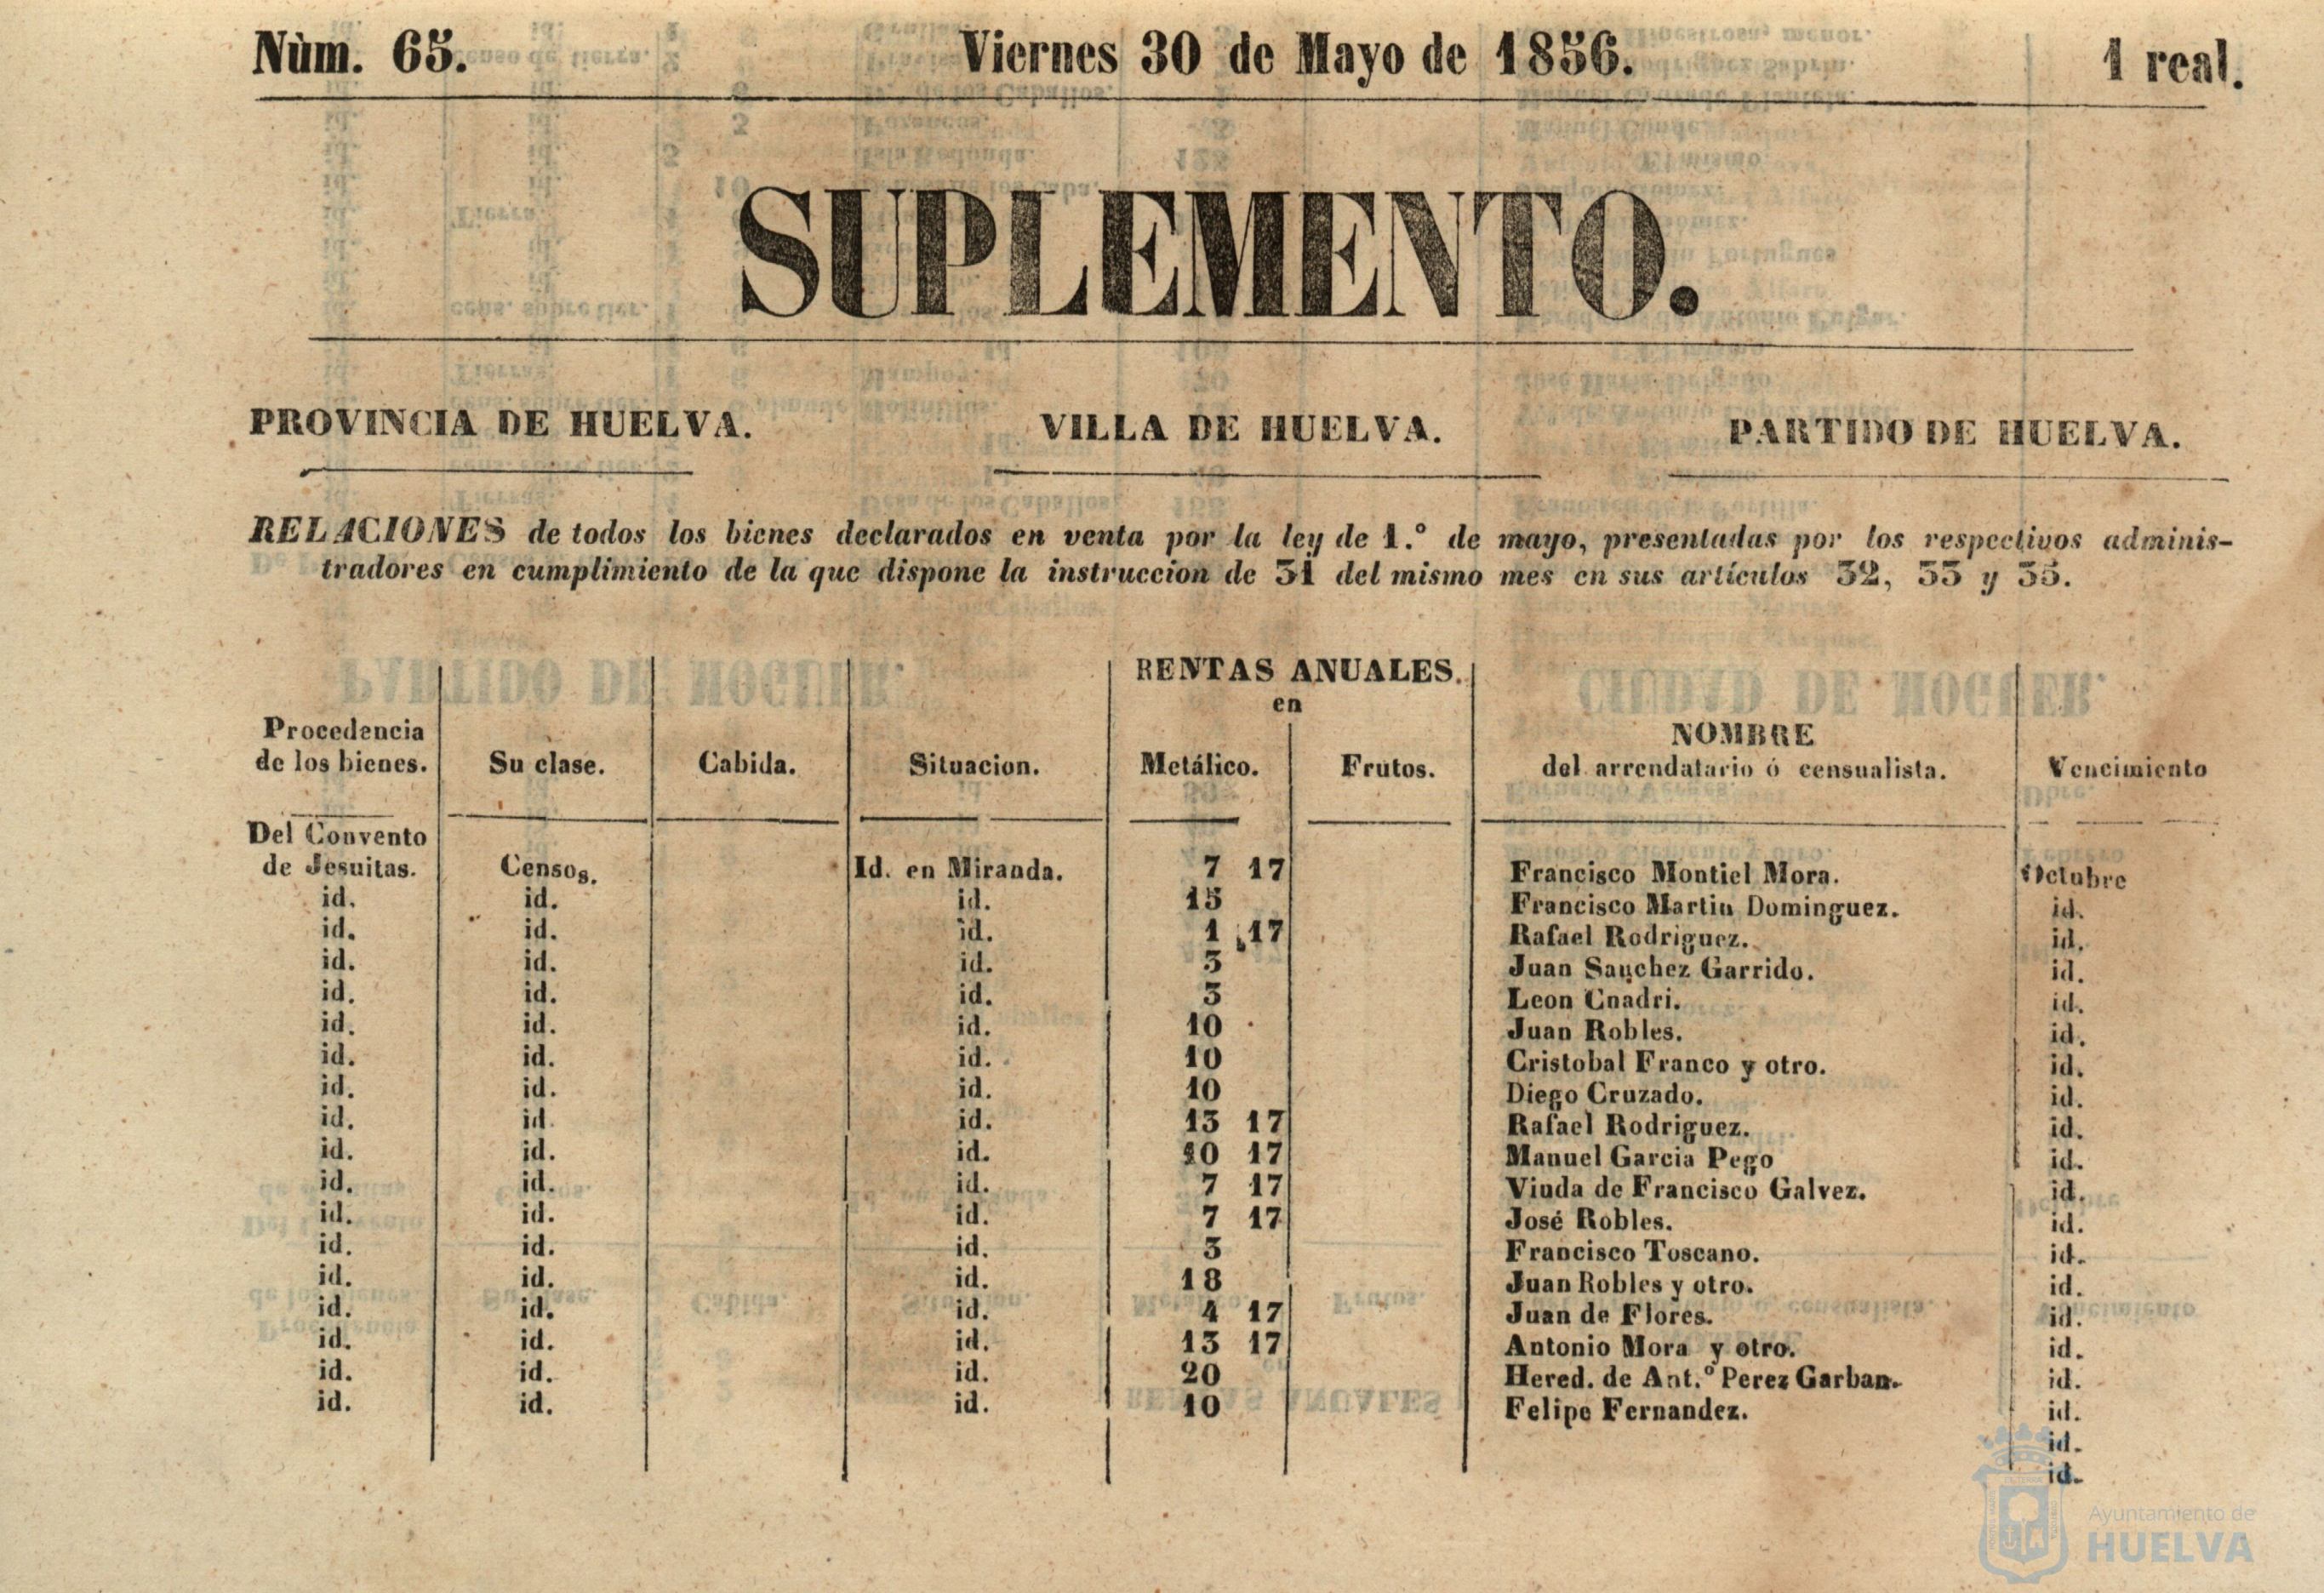 Nùm. 65. Viernes 30 de Mayo de 1856. 1 real.
SUPLEMENTO.
PROVINCIA DE HUELVA. VILLA DE HUELVA. PARTIDO DE HUELVA.
RELACIONES de todos los bienes declarados en venta por la ley de 1.º de mayo, presentadas por los respectivos adminis-
tradores en cumplimiento de la que dispone la instruccion de 31 del mismo mes en sus artículos 32, 33 y 35.
RENTAS ANUALES.
en
Procedencia
de los bienes. Su clase. Cabida. Situacion. Metálico. Frutos. NOMBRE
del arrendatario ó censualista. Vencimiento
Del Convento
de Jesuitas. Censos. Id. en Miranda. 7 17 Francisco Montiel Mora. Octubre
id. id. id. 15 Francisco Martin Dominguez. id.
id. id. id. 1 17 Rafael Rodriguez. id.
id. id. id. 3 Juan Sanchez Garrido. id.
id. id. id. 3 Leon Cnadri. id.
id. id. id. 10 Juan Robles. id.
id. id. id. 10 Cristobal Franco y otro. id.
id. id. id. 10 Diego Cruzado. id.
id. id. id. 13 17 Rafael Rodriguez. id.
id. id. id. 10 17 Manuel Garcia Pego id.
id. id. id. 7 17 Viuda de Francisco Galvez. id.
id. id. id. 7 17 José Robles. id.
id. id. id. 3 Francisco Toscano. id.
id. id. id. 18 Juan Robles y otro. id.
id. id. id. 4 17 Juan de Flores. id.
id. id. id. 13 17 Antonio Mora y otro. id.
id. id. id. 20 Hered. de Ant.º Perez Garban. id.
id. id. id. 10 Felipe Fernandez. id.
id.
id.
Ayuntamiento de
HUELVA